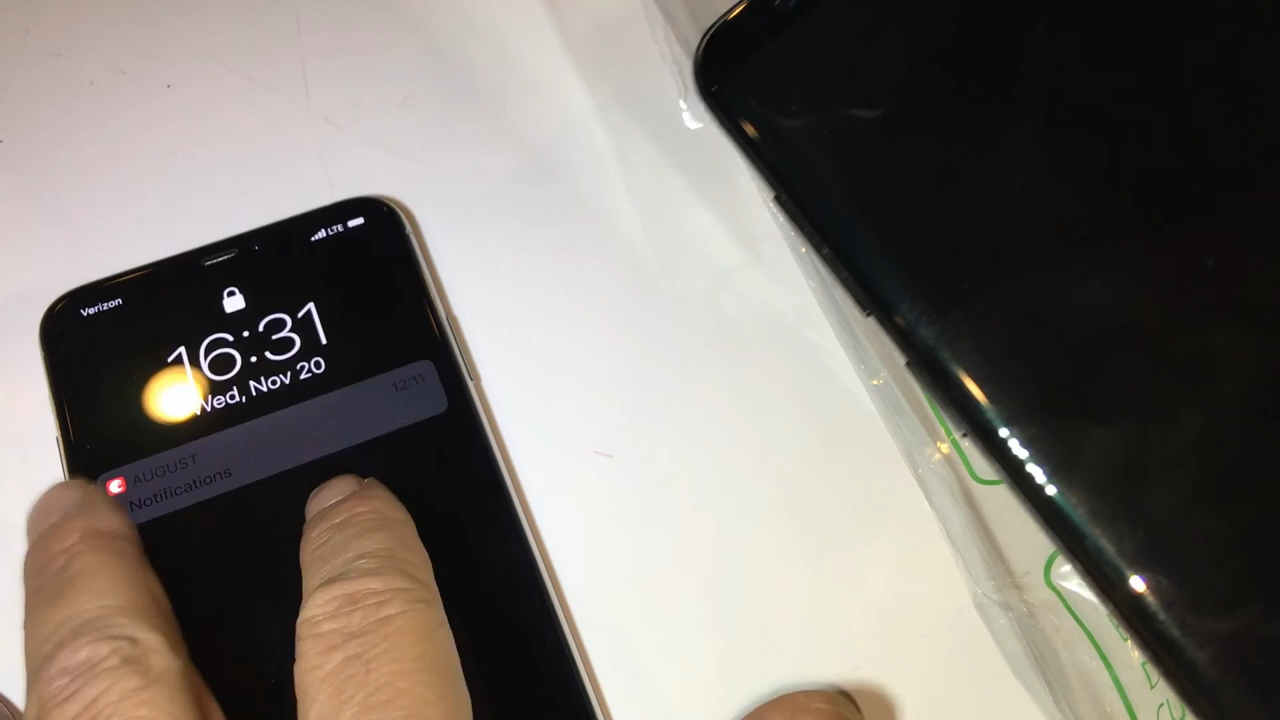 LTE
Verizon
16:31
Wed, Nov 20
12:11
AUGUST
Notifications